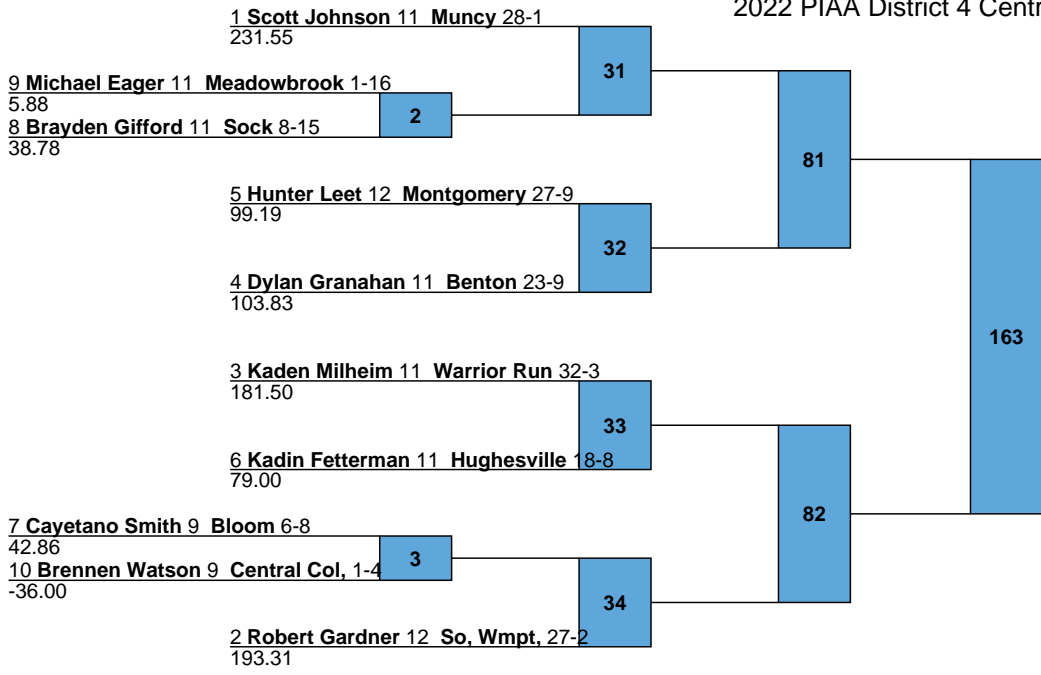 2022 PIAA District 4 Centr
1 Scott Johnson 11 Muncy 28-1
231.55
31
9 Michael Eager 11 Meadowbrook 1-16
5.88
2
8 Brayden Gifford 11 Sock 8-15
38.78
81
5 Hunter Leet 12 Montgomery 27-9
99.19
32
4 Dylan Granahan 11 Benton 23-9
103.83
163
3 Kaden Milheim 11 Warrior Run 32-3
181.50
33
6 Kadin Fetterman 11 Hughesville 18-8
79.00
82
7 Cayetano Smith 9 Bloom 6-8
42.86
3
10 Brennen Watson 9 Central Col, 1-4
-36.00
34
2 Robert Gardner 12 So, Wmpt, 27-2
193.31